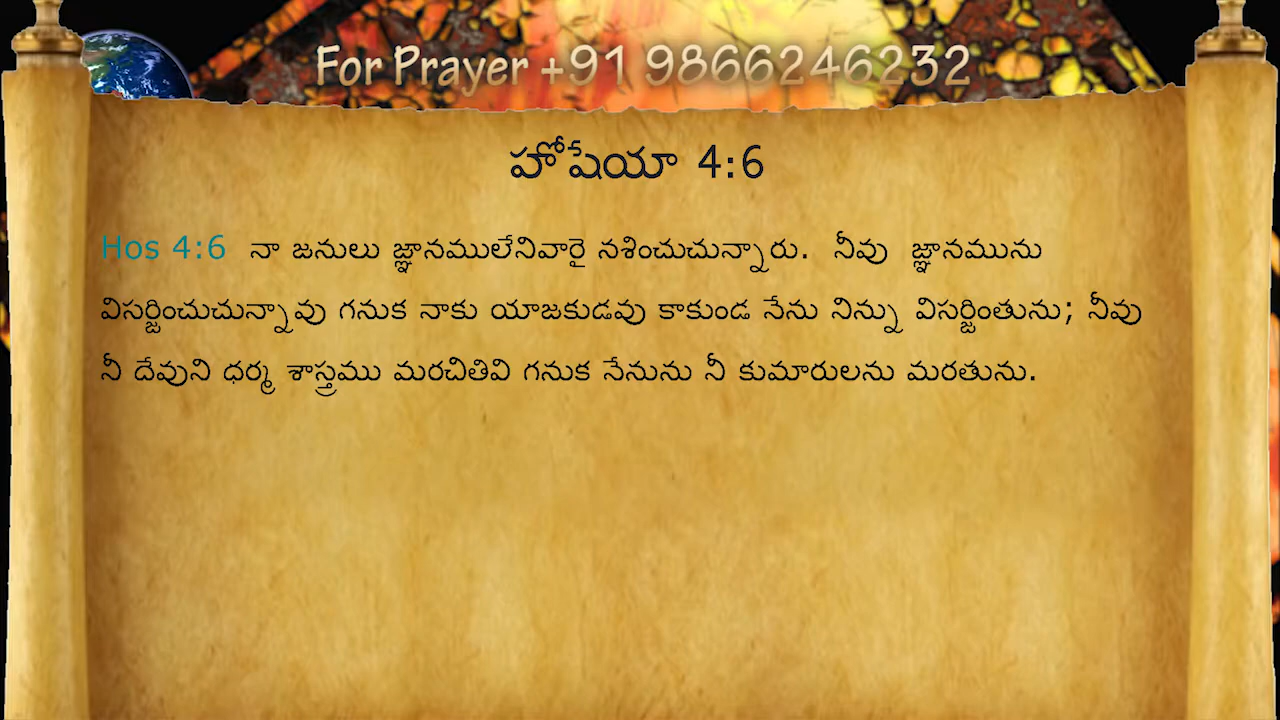 For Prayer +91 9866246232
హోషేయా 4:6
Hos 4:6 నా జనులు జ్ఞానములేనివారై నశించుచున్నారు. నీవు జ్ఞానమును
విసర్జించుచున్నావు గనుక నాకు యాజకుడవు కాకుండ నేను నిన్ను విసర్జింతును; నీవు
నీ దేవుని ధర్మ శాస్త్రము మరచితివి గనుక నేనును నీ కుమారులను మరతును.